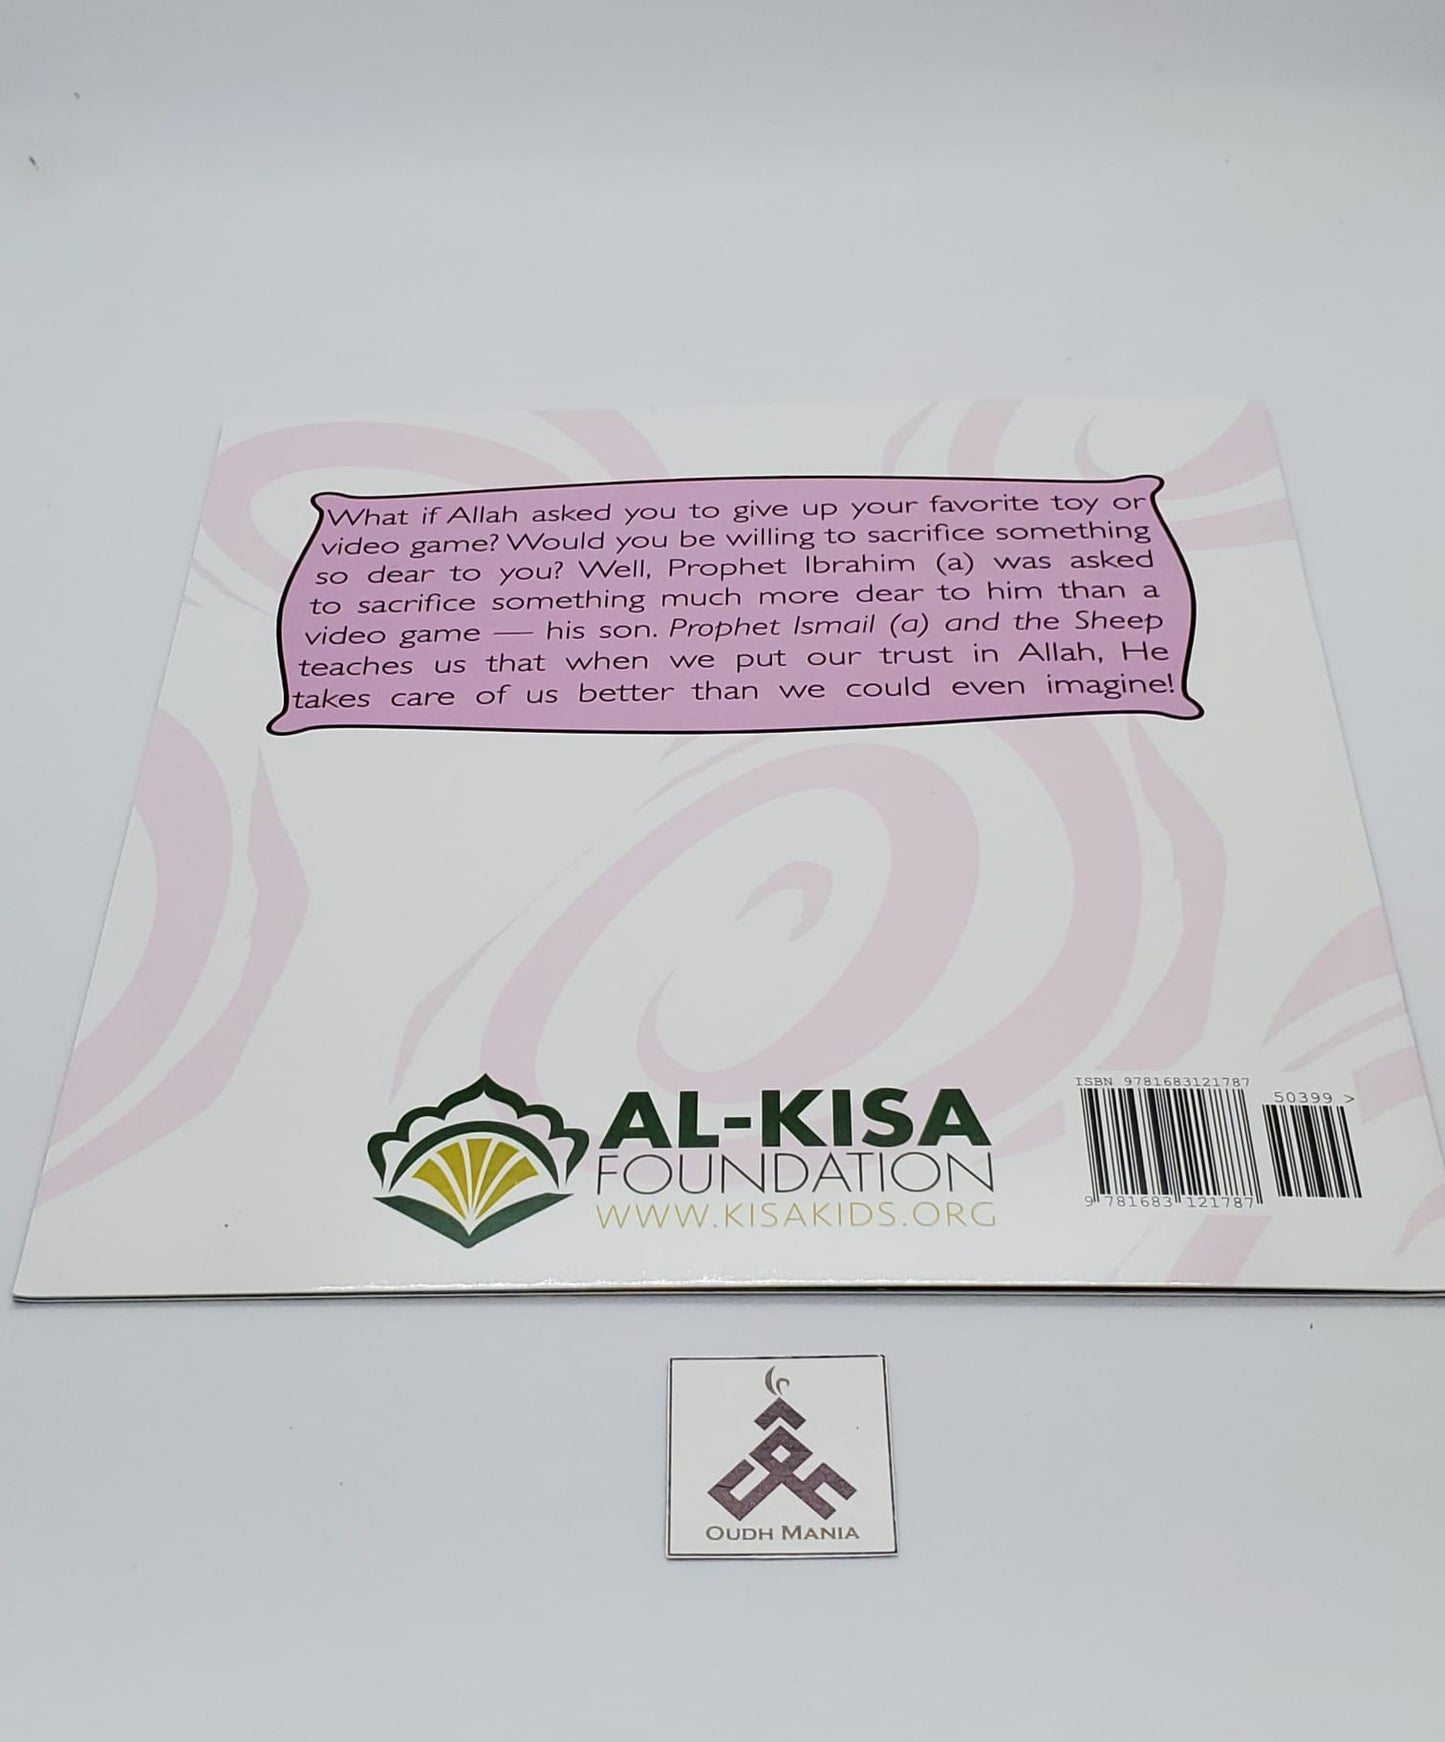 What if Allah asked you to give up your favorite toy or
video game? Would you be willing to sacrifice something
so dear to you? Well, Prophet Ibrahim (a) was asked
to sacrifice something much more dear to him than a
video game — his son. Prophet Ismail (a) and the Sheep
teaches us that when we put our trust in Allah, He
takes care of us better than we could even imagine!
AL-KISA
FOUNDATION
WWW.KISAKIDS.ORG
ISBN 9781683121787
50399 >
9 781683 121787
OUDH MANIA